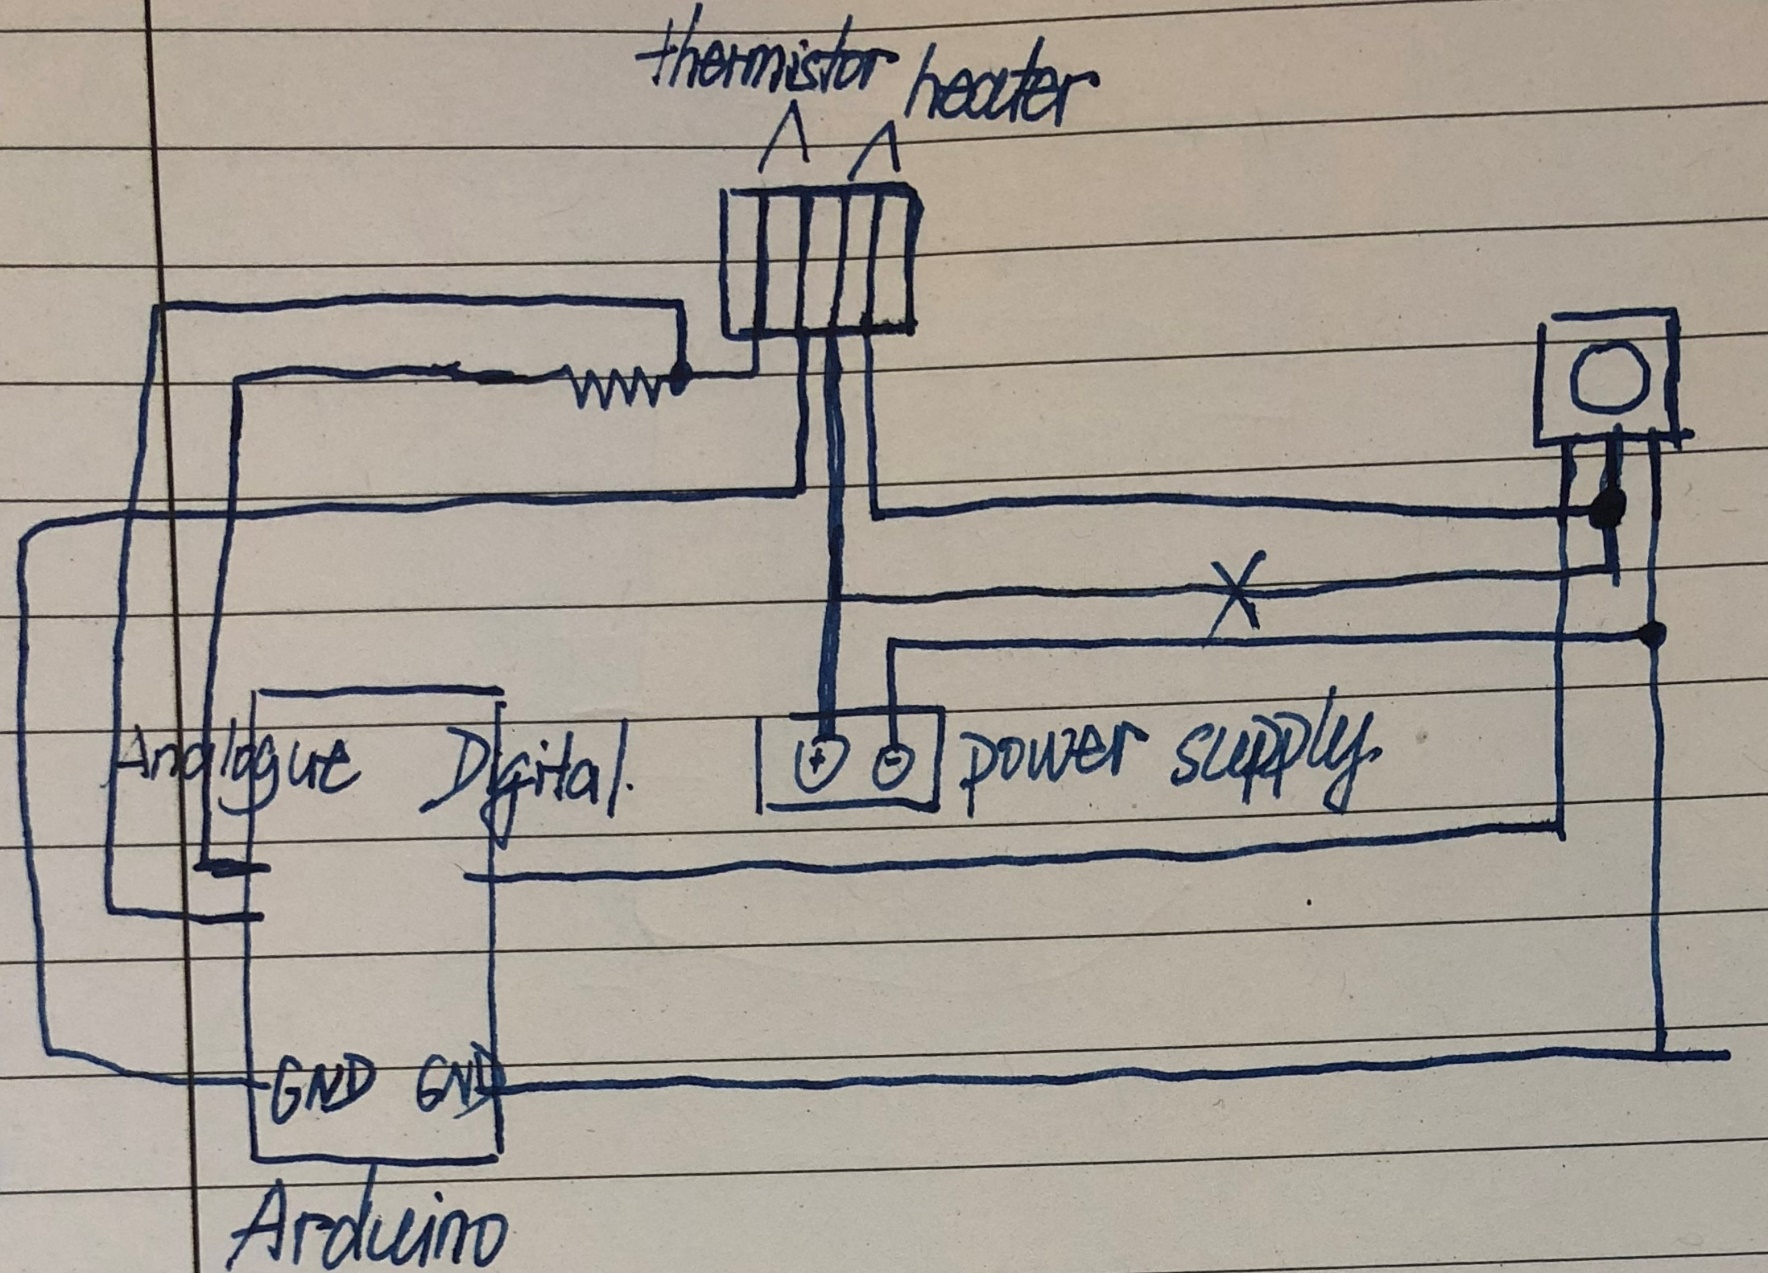 thermistor heater
Analogue Digital.
+ - power supply.
GND GND
Arduino